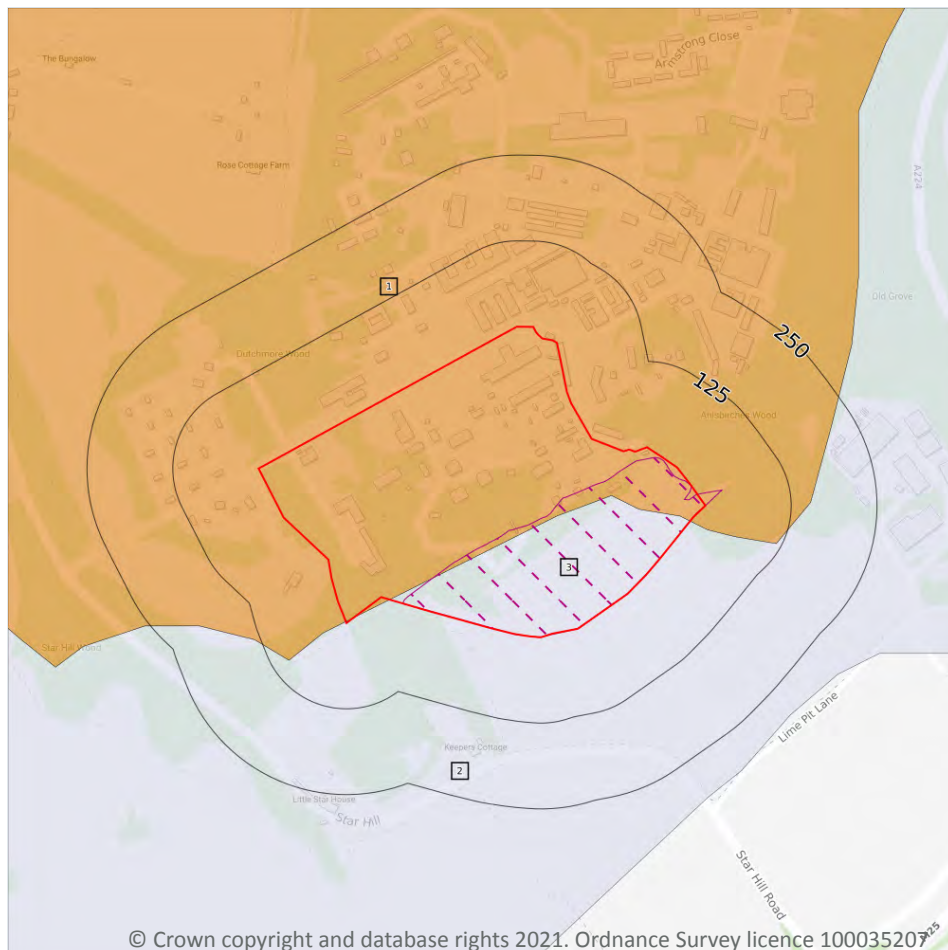 The Bungalow
Armstrong Close
Rose Cottage Farm
A224
1
Old Grove
250
Dutchmore Wood
125
Anisbirches Wood
3
Star Hill Wood
Lime Pit Lane
Keepers Cottage
2
Little Star House
Star Hill
Star Hill Road
A25
© Crown copyright and database rights 2021. Ordnance Survey licence 100035207